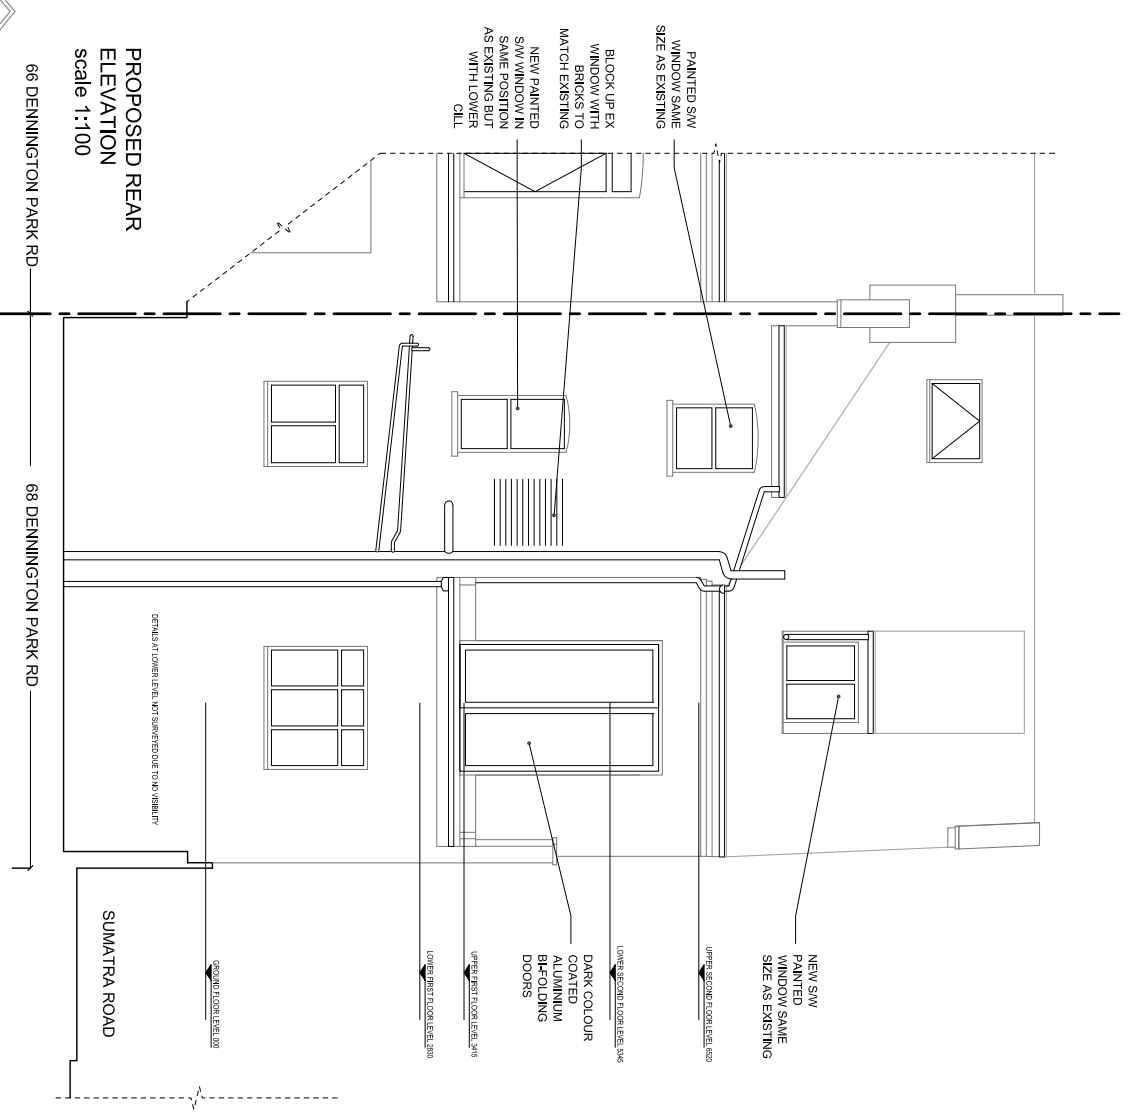 PROPOSED REAR
ELEVATION
scale 1:100
66 DENNINGTON PARK RD
68 DENNINGTON PARK RD
WITH LOWER
CILL
AS EXISTING BUT
SAME POSITION
S/W WINDOW IN
NEW PAINTED
BLOCK UP EX
WINDOW WITH
BRICKS TO
MATCH EXISTING
PAINTED S/W
WINDOW SAME
SIZE AS EXISTING
DETAILS AT LOWER LEVEL NOT SURVEYED DUE TO NO VISIBILITY
SUMATRA ROAD
GROUND FLOOR LEVEL 000
LOWER FIRST FLOOR LEVEL 2830
UPPER FIRST FLOOR LEVEL 3415
DARK COLOUR
COATED
ALUMINIUM
BI-FOLDING
DOORS
LOWER SECOND FLOOR LEVEL 5345
UPPER SECOND FLOOR LEVEL 6520
NEW S/W
PAINTED
WINDOW SAME
SIZE AS EXISTING